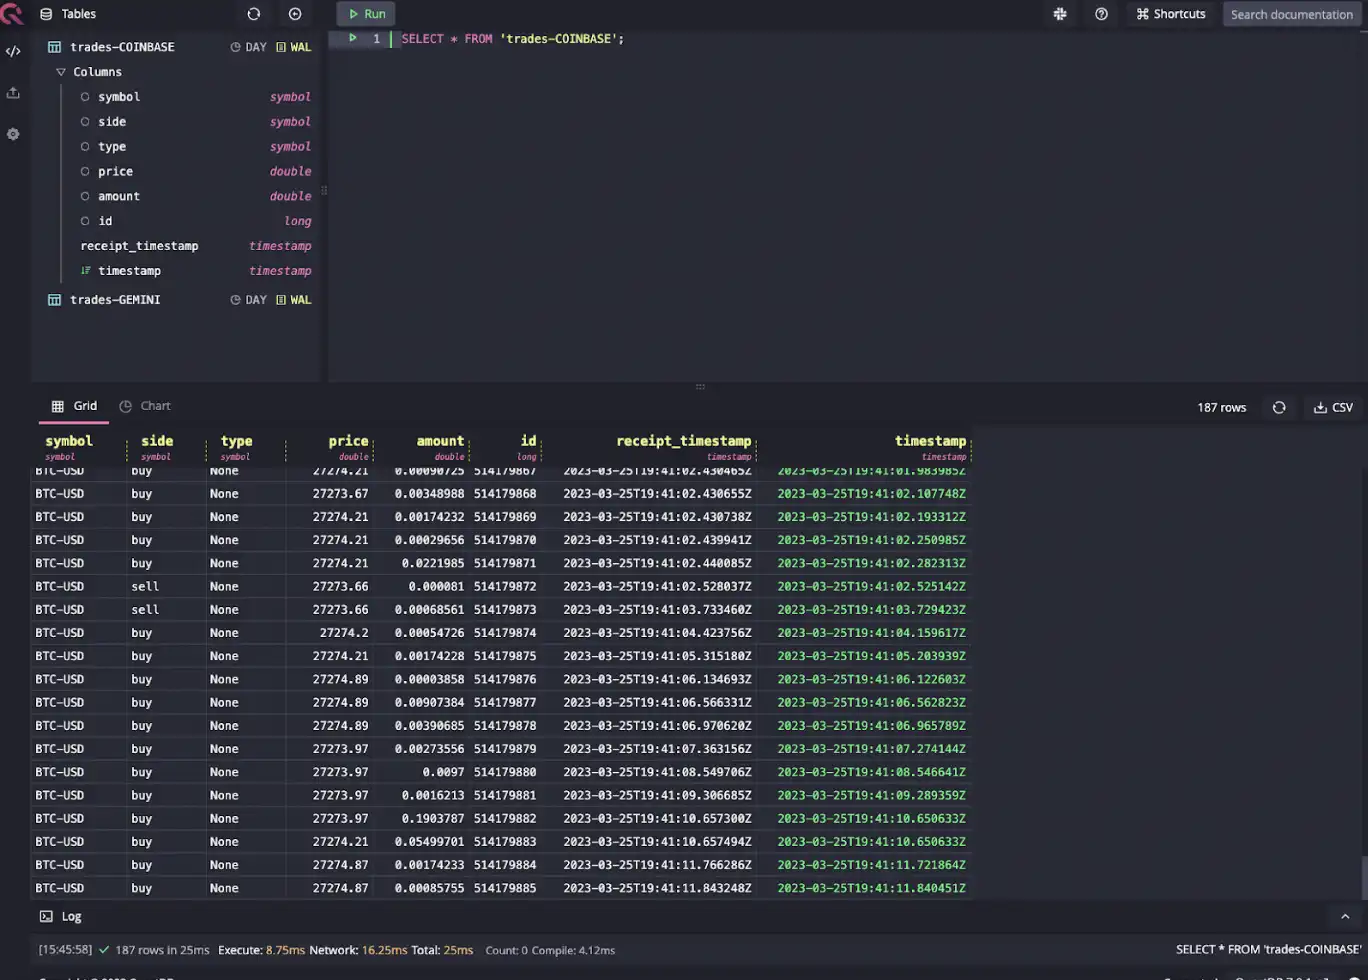 Tables Run Shortcuts Search documentation
trades-COINBASE DAY WAL 1 SELECT * FROM 'trades-COINBASE';
Columns
symbol symbol
side symbol
type symbol
price double
amount double
id long
receipt_timestamp timestamp
timestamp timestamp
trades-GEMINI DAY WAL
Grid Chart 187 rows CSV
symbol side type price amount id receipt_timestamp timestamp
symbol symbol symbol double double long timestamp timestamp
BTC-USD buy None 27274.21 0.00090725 514179867 2023-03-25T19:41:02.430465Z 2023-03-25T19:41:01.983985Z
BTC-USD buy None 27273.67 0.00348988 514179868 2023-03-25T19:41:02.430655Z 2023-03-25T19:41:02.107748Z
BTC-USD buy None 27274.21 0.00174232 514179869 2023-03-25T19:41:02.430738Z 2023-03-25T19:41:02.193312Z
BTC-USD buy None 27274.21 0.00029656 514179870 2023-03-25T19:41:02.439941Z 2023-03-25T19:41:02.250985Z
BTC-USD buy None 27274.21 0.0221985 514179871 2023-03-25T19:41:02.440085Z 2023-03-25T19:41:02.282313Z
BTC-USD sell None 27273.66 0.000081 514179872 2023-03-25T19:41:02.528037Z 2023-03-25T19:41:02.525142Z
BTC-USD sell None 27273.66 0.00068561 514179873 2023-03-25T19:41:03.733460Z 2023-03-25T19:41:03.729423Z
BTC-USD buy None 27274.2 0.00054726 514179874 2023-03-25T19:41:04.423756Z 2023-03-25T19:41:04.159617Z
BTC-USD buy None 27274.21 0.00174228 514179875 2023-03-25T19:41:05.315180Z 2023-03-25T19:41:05.203939Z
BTC-USD buy None 27274.89 0.00003858 514179876 2023-03-25T19:41:06.134693Z 2023-03-25T19:41:06.122603Z
BTC-USD buy None 27274.89 0.00907384 514179877 2023-03-25T19:41:06.566331Z 2023-03-25T19:41:06.562823Z
BTC-USD buy None 27274.89 0.00390685 514179878 2023-03-25T19:41:06.970620Z 2023-03-25T19:41:06.965789Z
BTC-USD buy None 27273.97 0.00273556 514179879 2023-03-25T19:41:07.363156Z 2023-03-25T19:41:07.274144Z
BTC-USD buy None 27273.97 0.0097 514179880 2023-03-25T19:41:08.549706Z 2023-03-25T19:41:08.546641Z
BTC-USD buy None 27273.97 0.0016213 514179881 2023-03-25T19:41:09.306685Z 2023-03-25T19:41:09.289359Z
BTC-USD buy None 27273.97 0.1903787 514179882 2023-03-25T19:41:10.657300Z 2023-03-25T19:41:10.650633Z
BTC-USD buy None 27274.21 0.05499701 514179883 2023-03-25T19:41:10.657494Z 2023-03-25T19:41:10.650633Z
BTC-USD buy None 27274.87 0.00174233 514179884 2023-03-25T19:41:11.766286Z 2023-03-25T19:41:11.721864Z
BTC-USD buy None 27274.87 0.00085755 514179885 2023-03-25T19:41:11.843248Z 2023-03-25T19:41:11.840451Z
Log
[15:45:58] 187 rows in 25ms Execute: 8.75ms Network: 16.25ms Total: 25ms Count: 0 Compile: 4.12ms SELECT * FROM 'trades-COINBASE'